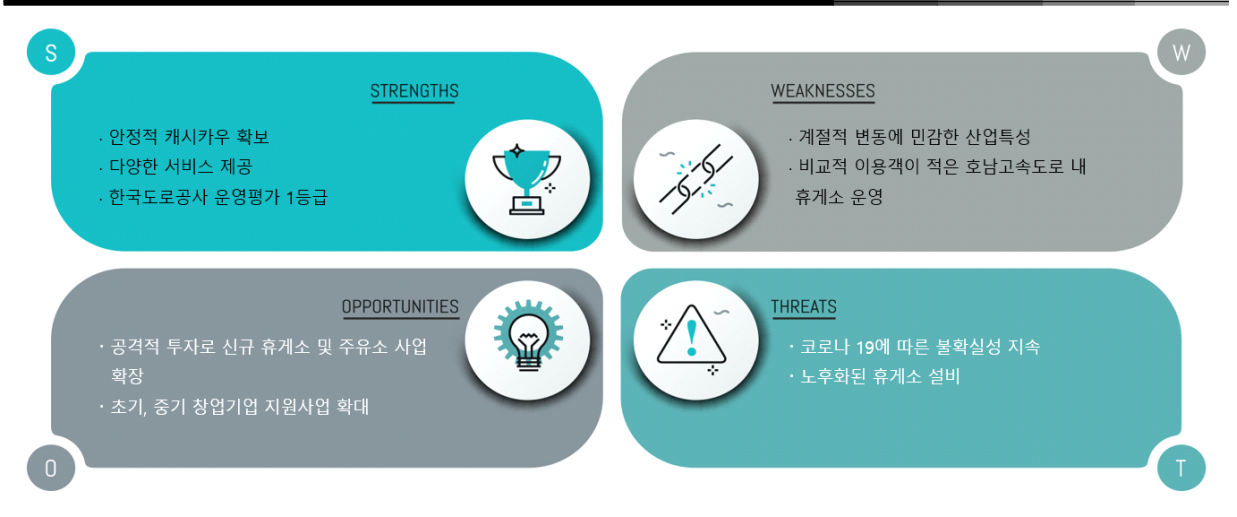 S
STRENGTHS
· 안정적 캐시카우 확보
· 다양한 서비스 제공
· 한국도로공사 운영평가 1등급
W
WEAKNESSES
· 계절적 변동에 민감한 산업특성
· 비교적 이용객이 적은 호남고속도로 내
휴게소 운영
OPPORTUNITIES
· 공격적 투자로 신규 휴게소 및 주유소 사업
확장
· 초기, 중기 창업기업 지원사업 확대
O
THREATS
· 코로나 19에 따른 불확실성 지속
· 노후화된 휴게소 설비
T